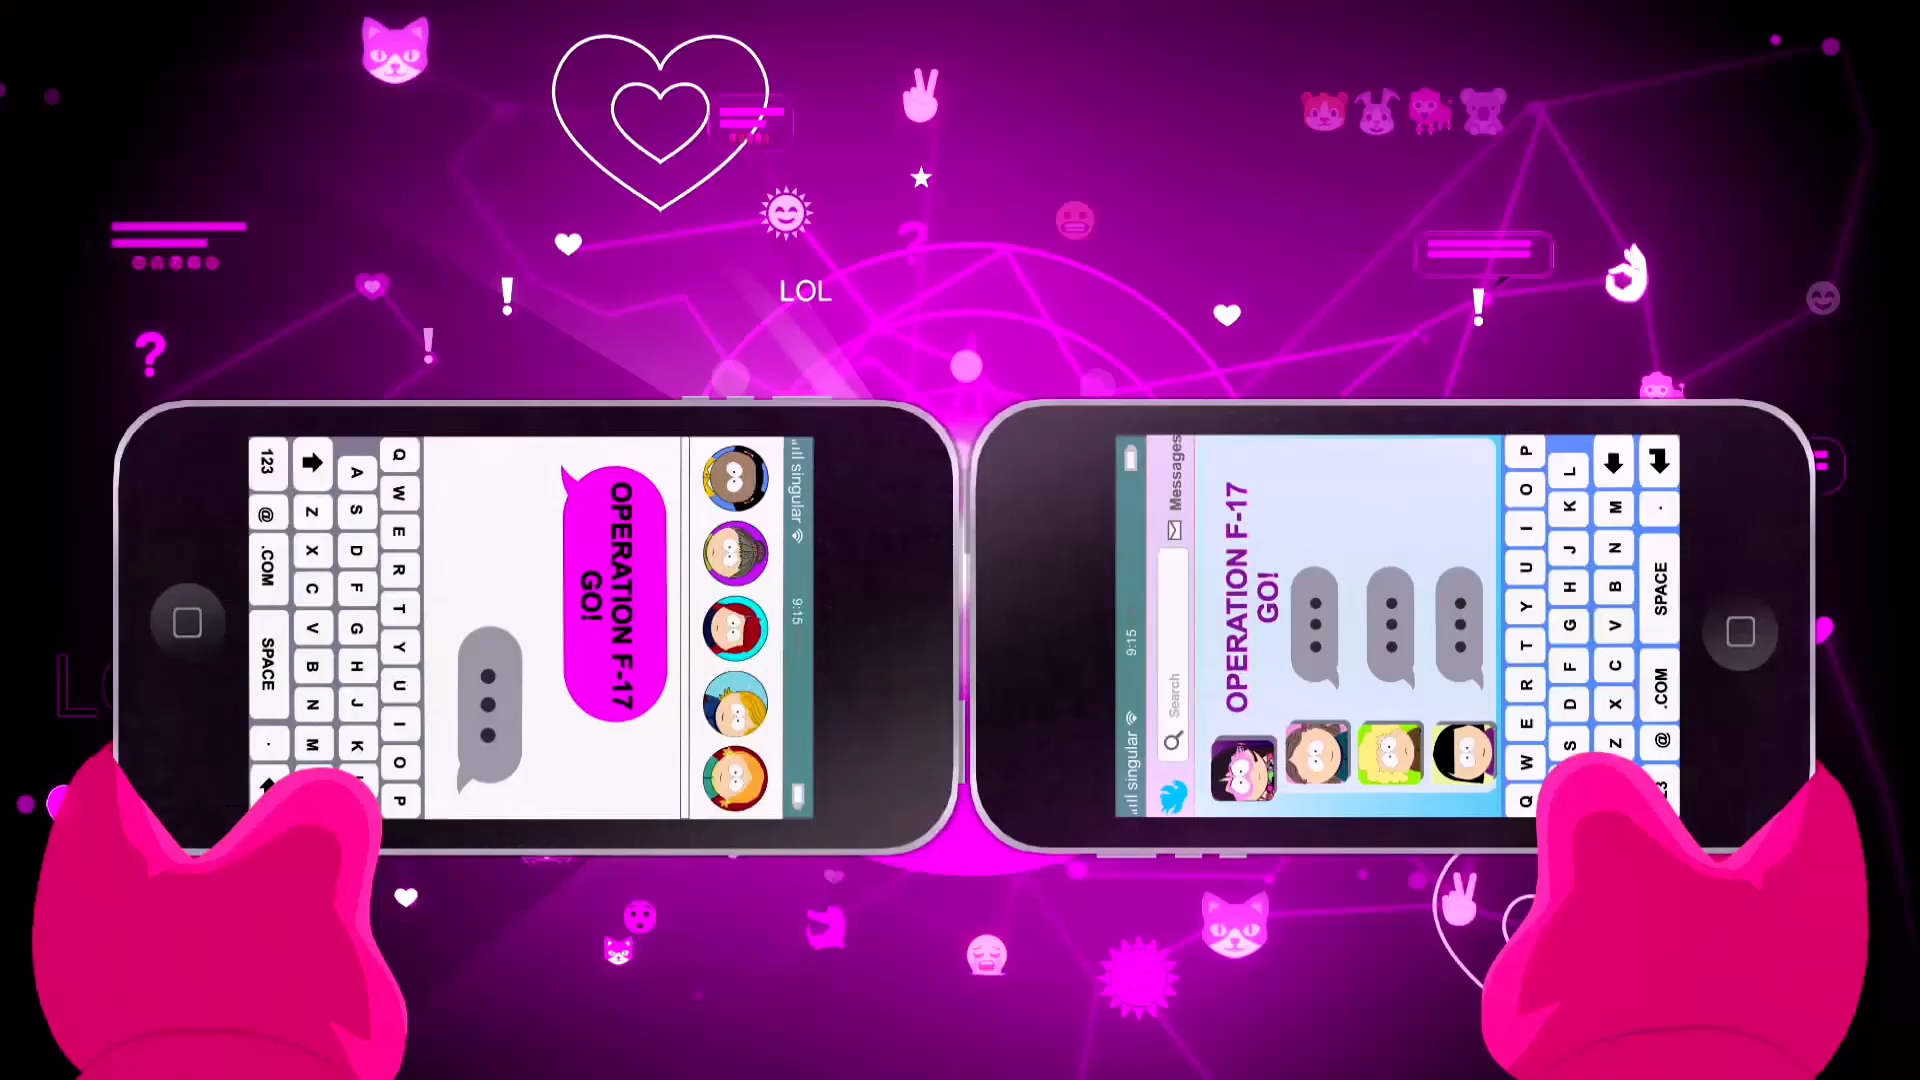 LOL
singular
9:15
OPERATION F-17
GO!
Q W E R T Y U I O P
A S D F G H J K
Z X C V B N M
123 @ .COM SPACE .
singular
9:15
Search
Messages
OPERATION F-17
GO!
Q W E R T Y U I O P
S D F G H J K L
Z X C V B N M
@ .COM SPACE .